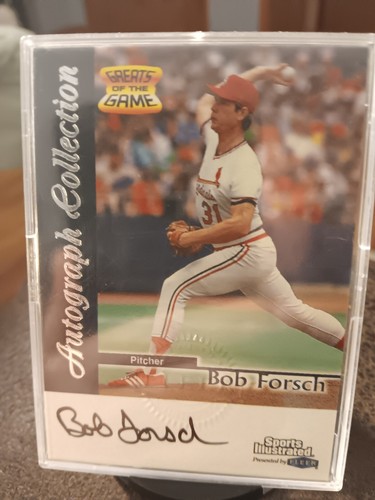 GREATS
OF THE
GAME
Autograph Collection
31
Pitcher
Bob Forsch
Bob Forsch
Sports
Illustrated
Presented by FLEER